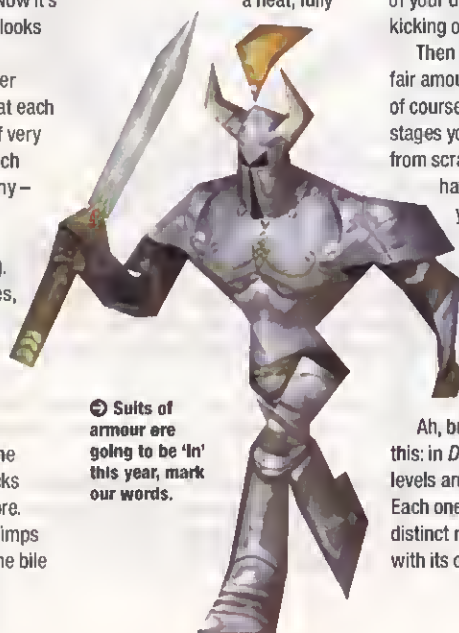 Now it's
looks
er
at each
f very
ch
ny –
).
es,
ne
ks
re.
imps
ne bile
a neat, fully
Suits of
armour are
going to be 'in'
this year, mark
our words.
of your d
kicking o
Then
fair amou
of course
stages yo
from scra
ha
y
Ah, bu
this: in D
levels ar
Each one
distinct r
with its o